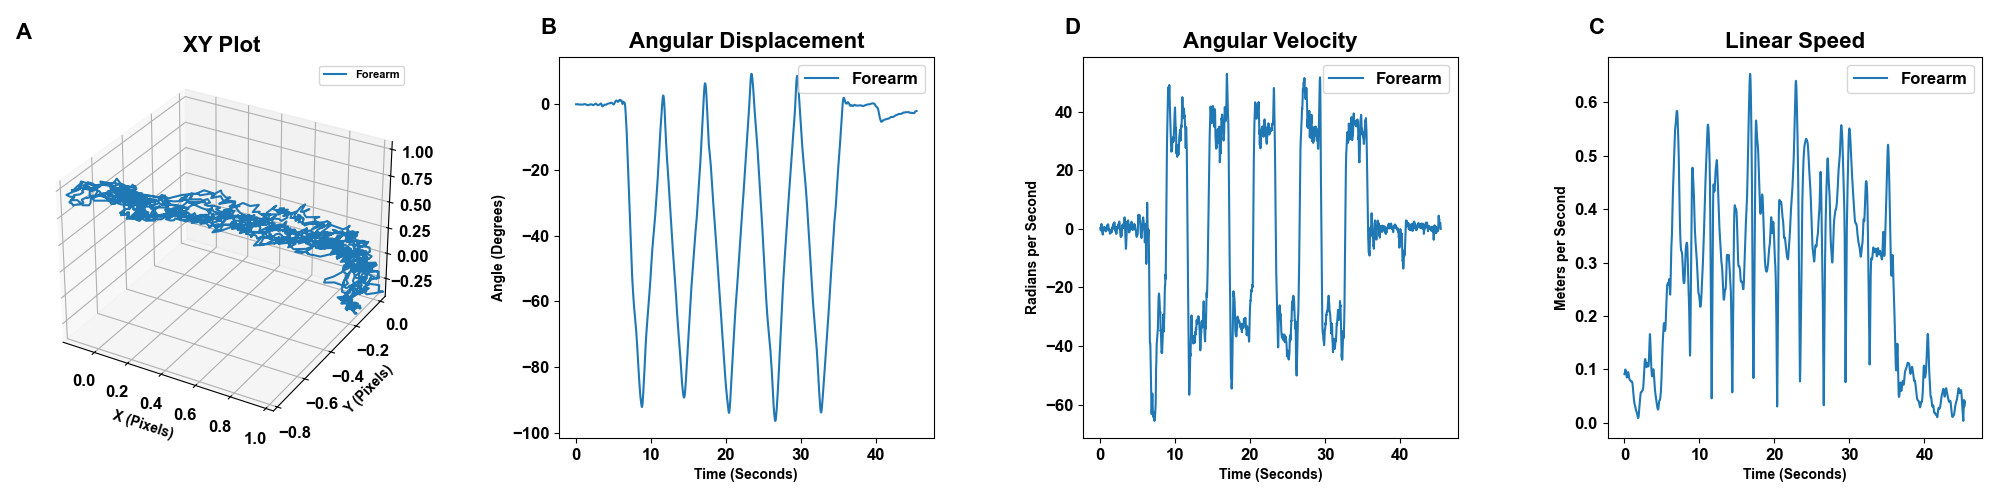 A
XY Plot
Forearm
1.00
0.75
0.50
0.25
0.00
−0.25
0.0
−0.2
−0.4
−0.6
−0.8
Y (Pixels)
0.0
0.2
0.4
0.6
0.8
1.0
X (Pixels)
B
Angular Displacement
Forearm
0
−20
−40
−60
−80
−100
Angle (Degrees)
0 10 20 30 40
Time (Seconds)
D
Angular Velocity
Forearm
40
20
0
−20
−40
−60
Radians per Second
0 10 20 30 40
Time (Seconds)
C
Linear Speed
Forearm
0.6
0.5
0.4
0.3
0.2
0.1
0.0
Meters per Second
0 10 20 30 40
Time (Seconds)